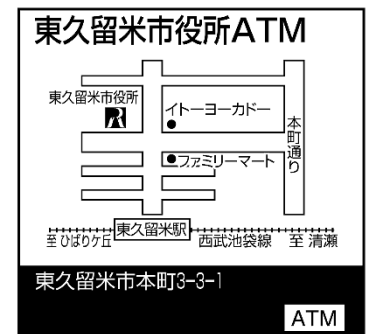 東久留米市役所ATM
東久留米市役所
イトーヨーカドー
本町通り
ファミリーマート
東久留米駅
至 ひばりケ丘
西武池袋線
至 清瀬
東久留米市本町3-3-1
ATM